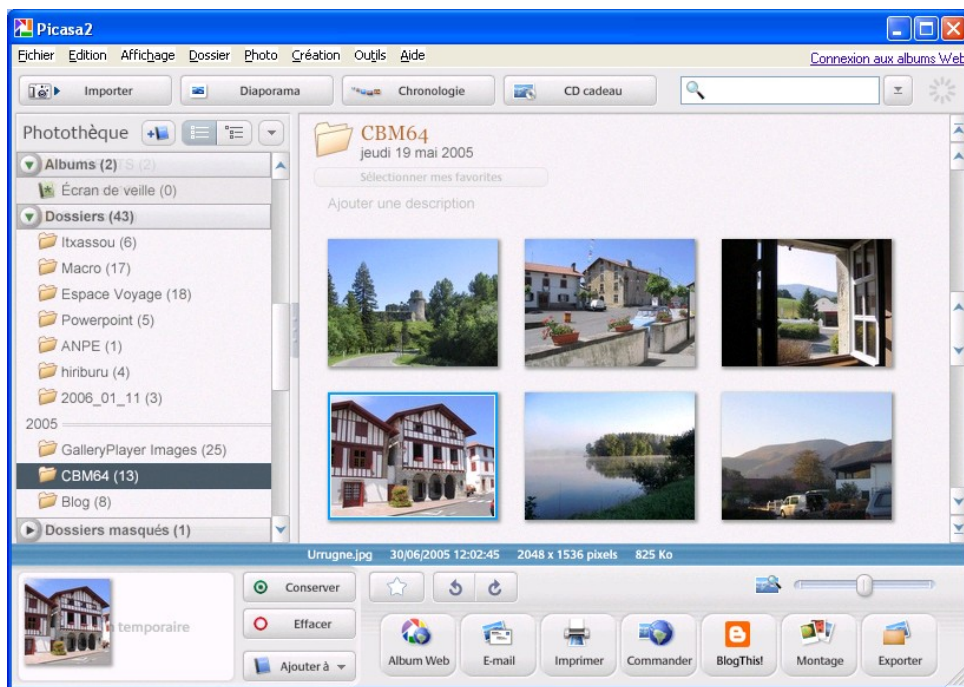 Picasa2
Fichier Edition Affichage Dossier Photo Création Outils Aide
Connexion aux albums Web
Importer Diaporama Chronologie CD cadeau
Photothèque
Albums (2)
Écran de veille (0)
Dossiers (43)
Itxassou (6)
Macro (17)
Espace Voyage (18)
Powerpoint (5)
ANPE (1)
hiriburu (4)
2006_01_11 (3)
2005
GalleryPlayer Images (25)
CBM64 (13)
Blog (8)
Dossiers masqués (1)
CBM64
jeudi 19 mai 2005
Sélectionner mes favorites
Ajouter une description
Urrugne.jpg 30/06/2005 12:02:45 2048 x 1536 pixels 825 Ko
temporaire
Conserver
Effacer
Ajouter à
Album Web E-mail Imprimer Commander BlogThis! Montage Exporter